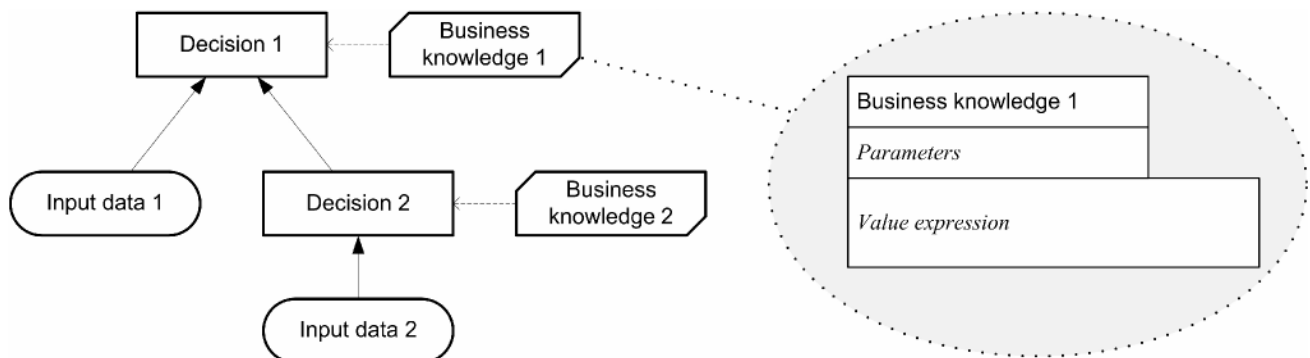 Decision 1
Business
knowledge 1
Business knowledge 1
Parameters
Value expression
Input data 1
Decision 2
Business
knowledge 2
Input data 2